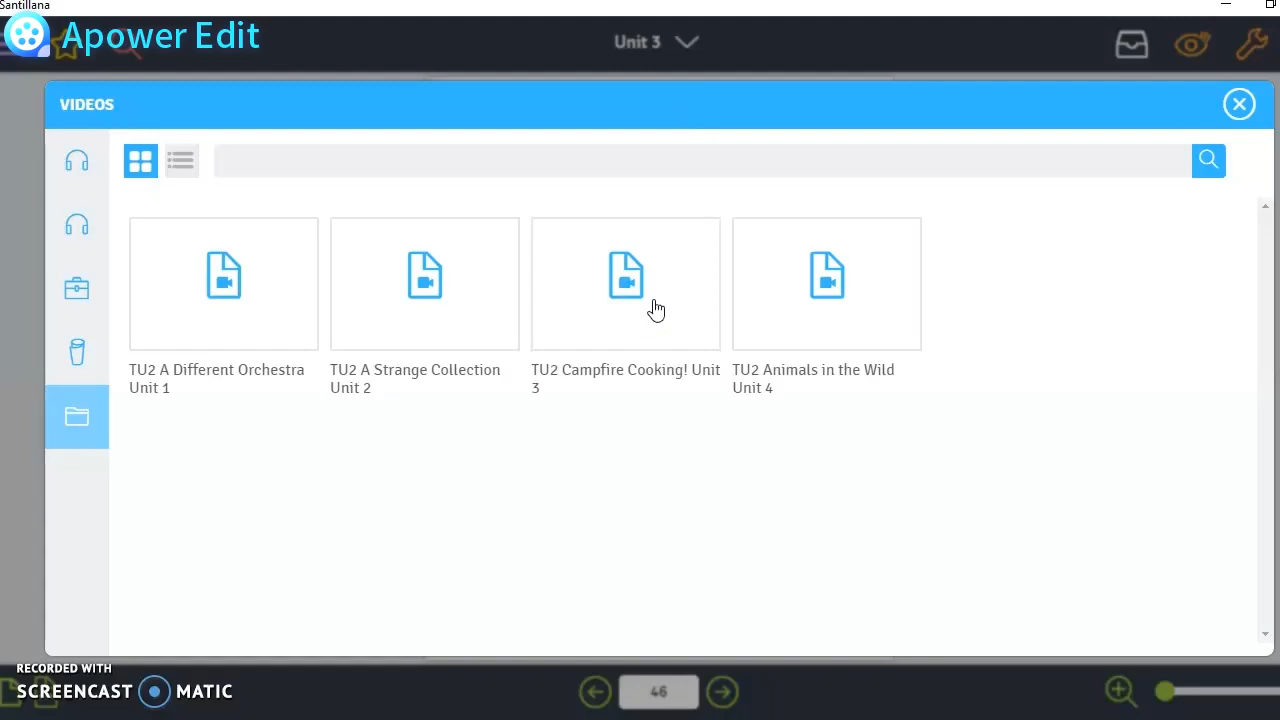 Santillana
Apower Edit
Unit 3
VIDEOS
TU2 A Different Orchestra
Unit 1
TU2 A Strange Collection
Unit 2
TU2 Campfire Cooking! Unit
3
TU2 Animals in the Wild
Unit 4
RECORDED WITH
SCREENCAST MATIC
46